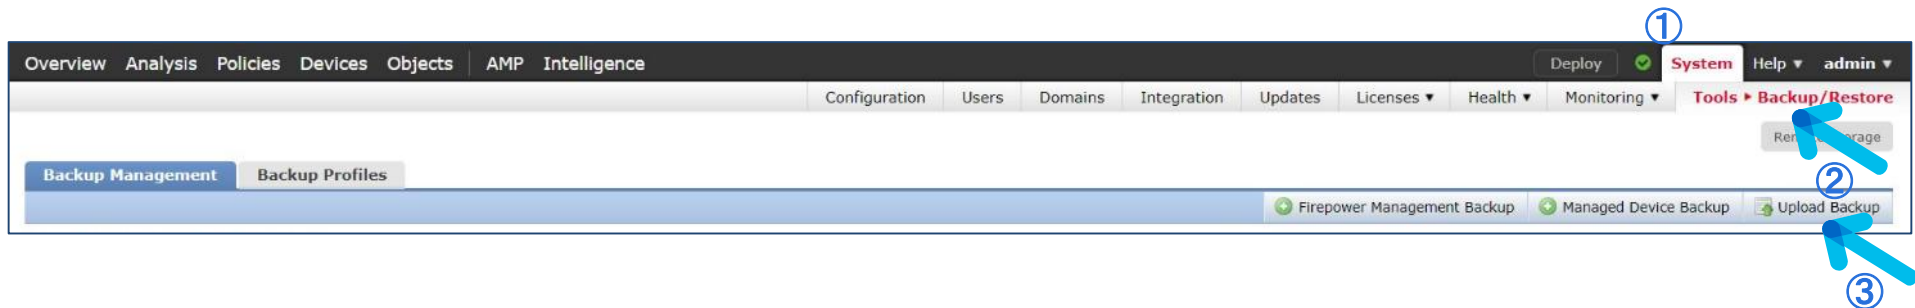 ①
Overview Analysis Policies Devices Objects AMP Intelligence Deploy System Help ▼ admin ▼
Configuration Users Domains Integration Updates Licenses ▼ Health ▼ Monitoring ▼ Tools ▸ Backup/Restore
Backup Management Backup Profiles
②
Firepower Management Backup Managed Device Backup Upload Backup
③